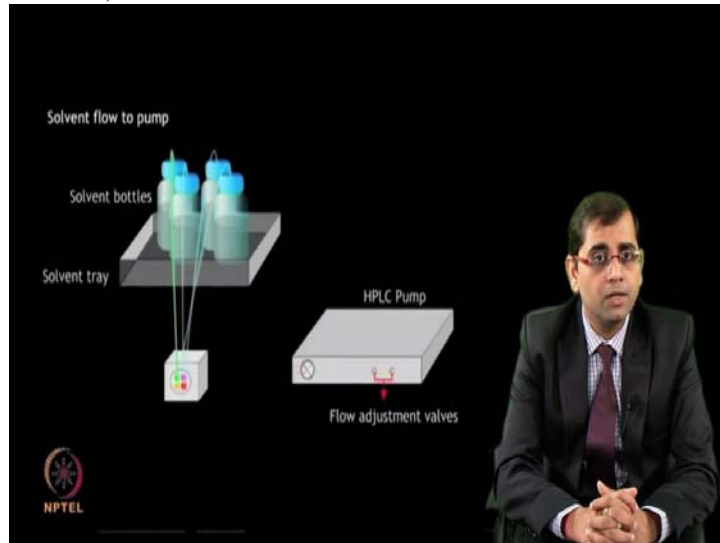 Solvent flow to pump
Solvent bottles
Solvent tray
HPLC Pump
Flow adjustment valves
NPTEL